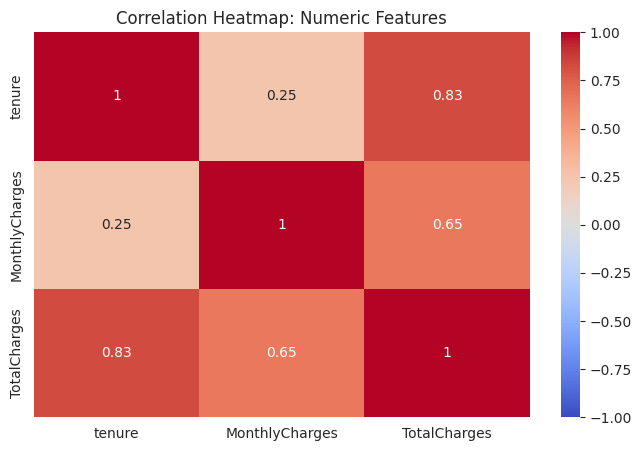 Correlation Heatmap: Numeric Features
tenure
1
0.25
0.83
MonthlyCharges
0.25
1
0.65
TotalCharges
0.83
0.65
1
tenure
MonthlyCharges
TotalCharges
1.00
0.75
0.50
0.25
0.00
−0.25
−0.50
−0.75
−1.00